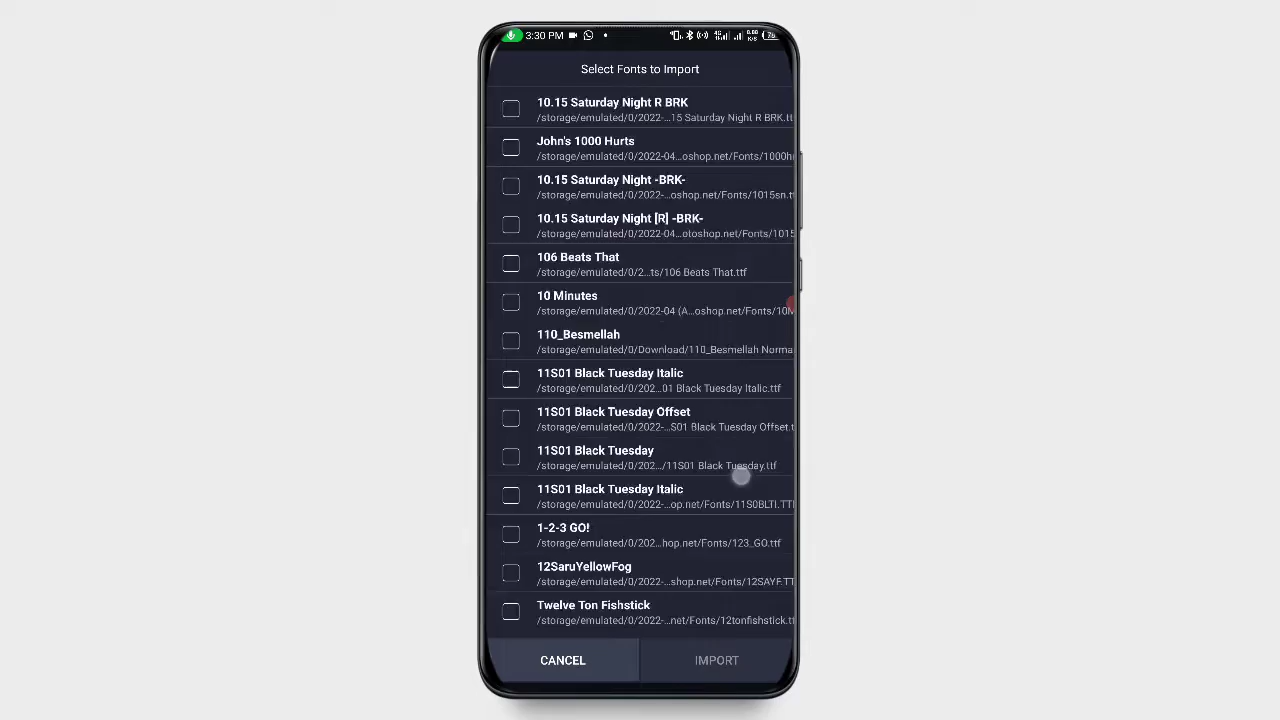 3:30 PM
Select Fonts to Import
10.15 Saturday Night R BRK
/storage/emulated/0/2022-...15 Saturday Night R BRK.tt
John's 1000 Hurts
/storage/emulated/0/2022-04...oshop.net/Fonts/1000h
10.15 Saturday Night -BRK-
/storage/emulated/0/2022-...oshop.net/Fonts/1015sn.tt
10.15 Saturday Night [R] -BRK-
/storage/emulated/0/2022-04...otoshop.net/Fonts/1015
106 Beats That
/storage/emulated/0/2...ts/106 Beats That.ttf
10 Minutes
/storage/emulated/0/2022-04 (A...oshop.net/Fonts/10M
110_Besmellah
/storage/emulated/0/Download/110_Besmellah Norma
11S01 Black Tuesday Italic
/storage/emulated/0/202...01 Black Tuesday Italic.ttf
11S01 Black Tuesday Offset
/storage/emulated/0/2022-...S01 Black Tuesday Offset.t
11S01 Black Tuesday
/storage/emulated/0/202.../11S01 Black Tuesday.ttf
11S01 Black Tuesday Italic
/storage/emulated/0/2022-...op.net/Fonts/11S0BLTI.TT
1-2-3 GO!
/storage/emulated/0/202...hop.net/Fonts/123_GO.ttf
12SaruYellowFog
/storage/emulated/0/2022-...shop.net/Fonts/12SAYF.TT
Twelve Ton Fishstick
/storage/emulated/0/2022-...net/Fonts/12tonfishstick.tt
CANCEL IMPORT